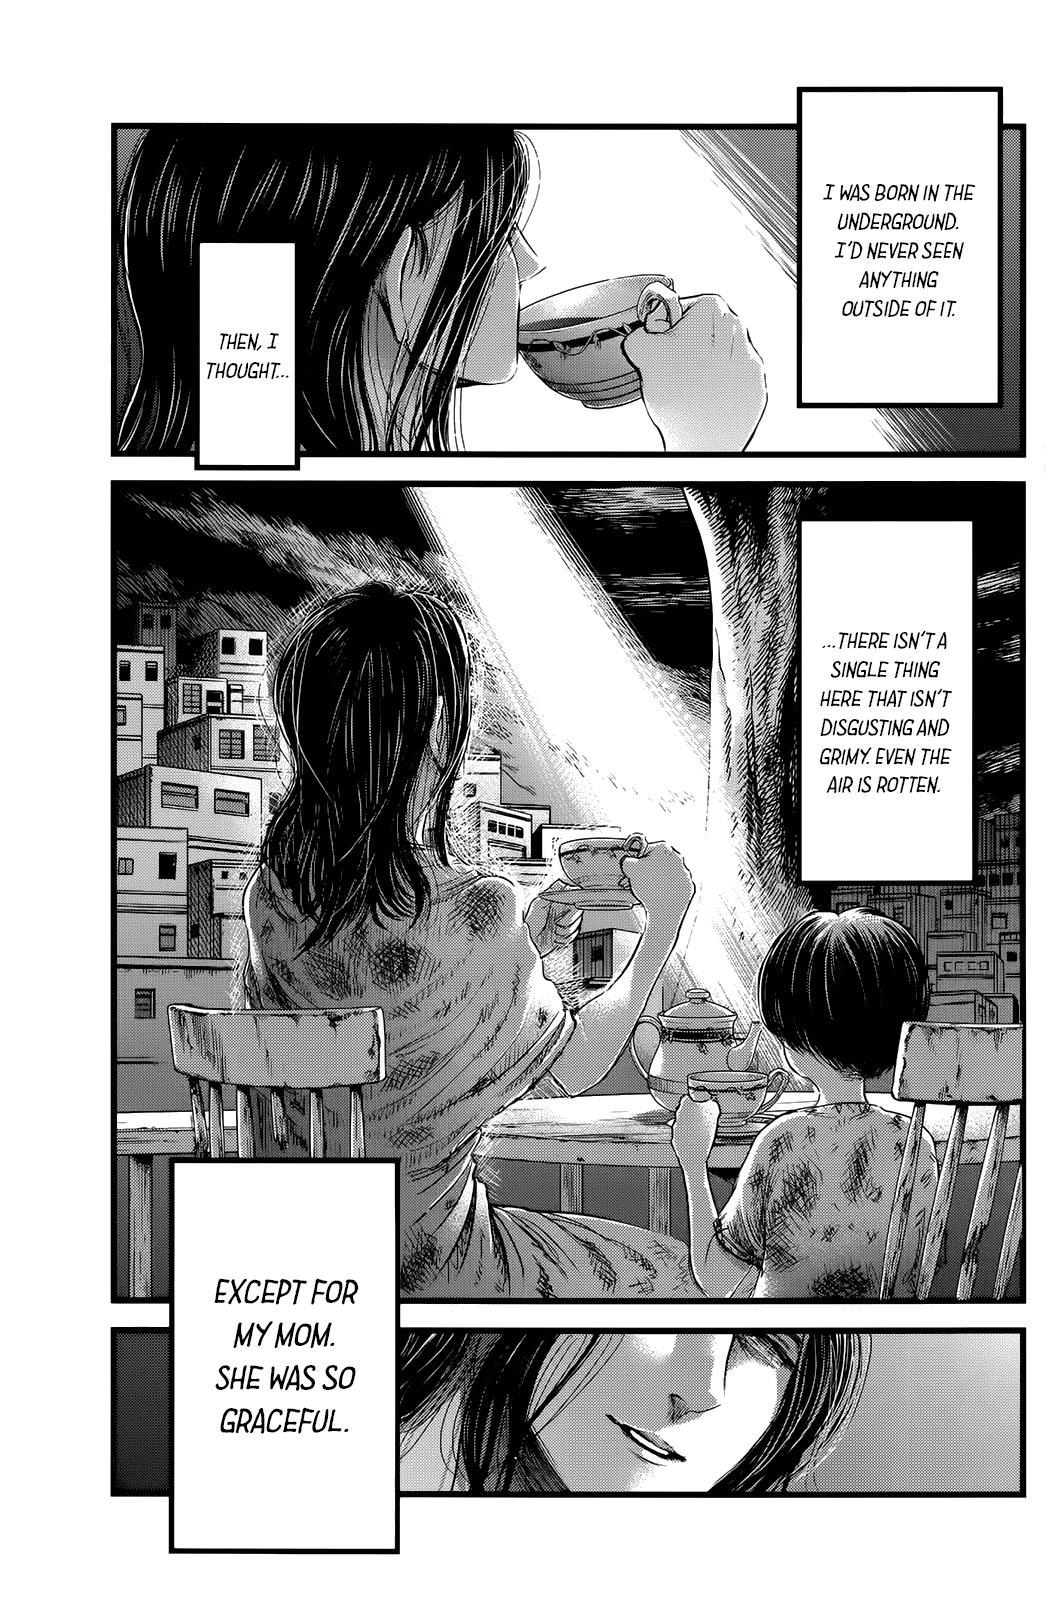 I WAS BORN IN THE
UNDERGROUND.
I'D NEVER SEEN
ANYTHING
OUTSIDE OF IT.
THEN, I
THOUGHT...
...THERE ISN'T A
SINGLE THING
HERE THAT ISN'T
DISGUSTING AND
GRIMY. EVEN THE
AIR IS ROTTEN.
EXCEPT FOR
MY MOM.
SHE WAS SO
GRACEFUL.